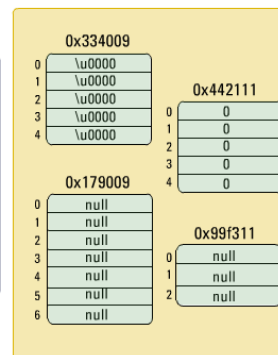 0x334009
0 \u0000
1 \u0000
2 \u0000
3 \u0000
4 \u0000
0x442111
0 0
1 0
2 0
3 0
4 0
0x179009
0 null
1 null
2 null
3 null
4 null
5 null
6 null
0x99f311
0 null
1 null
2 null